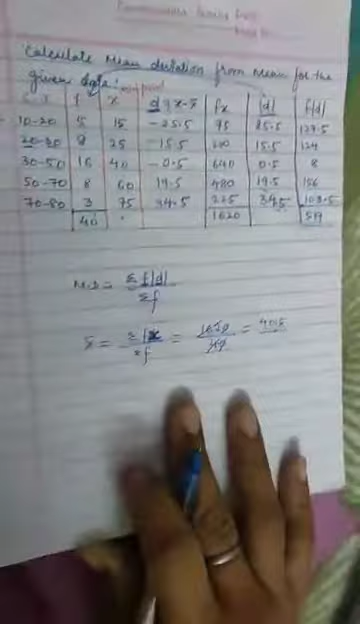 Calculate Mean deviation from mean for the
given data:
C.I f x d = x-x̄ fx |d| f|d|
10-20 5 15 -25.5 75 25.5 127.5
20-30 8 25 -15.5 200 15.5 124
30-50 16 40 -0.5 640 0.5 8
50-70 8 60 19.5 480 19.5 156
70-80 3 75 34.5 225 34.5 103.5
40 1620 519
M.D = Σf|d| / Σf
x̄ = Σfx / Σf = 1620 / 40 = 40.5